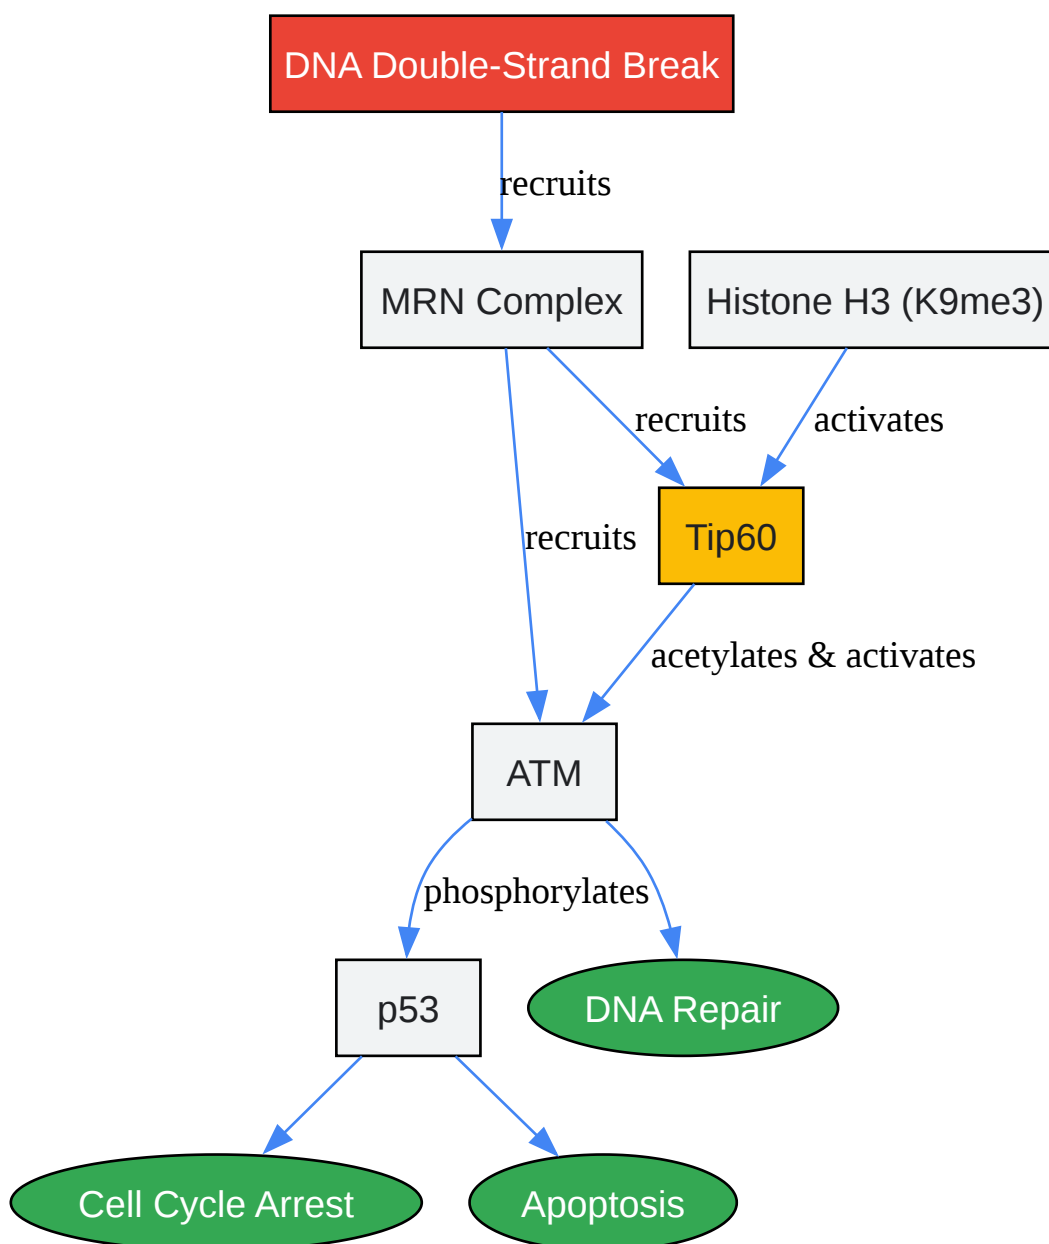 DNA Double-Strand Break
recruits
MRN Complex
Histone H3 (K9me3)
recruits
activates
Tip60
recruits
acetylates & activates
ATM
phosphorylates
p53
DNA Repair
Cell Cycle Arrest
Apoptosis